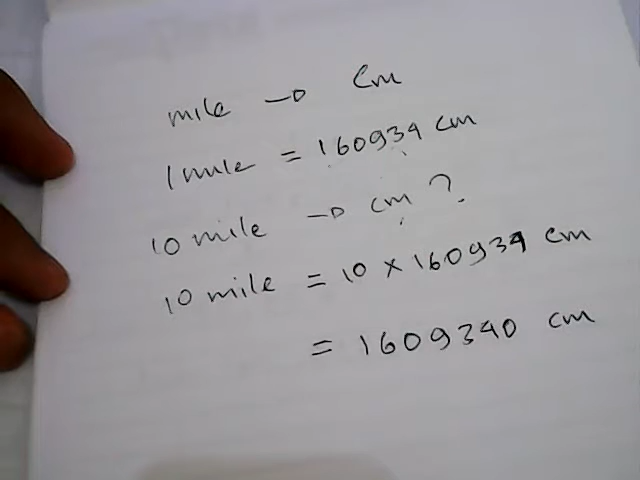 mile → cm
1 mile = 160934 cm
10 mile → cm ?
10 mile = 10 × 160934 cm
= 1609340 cm